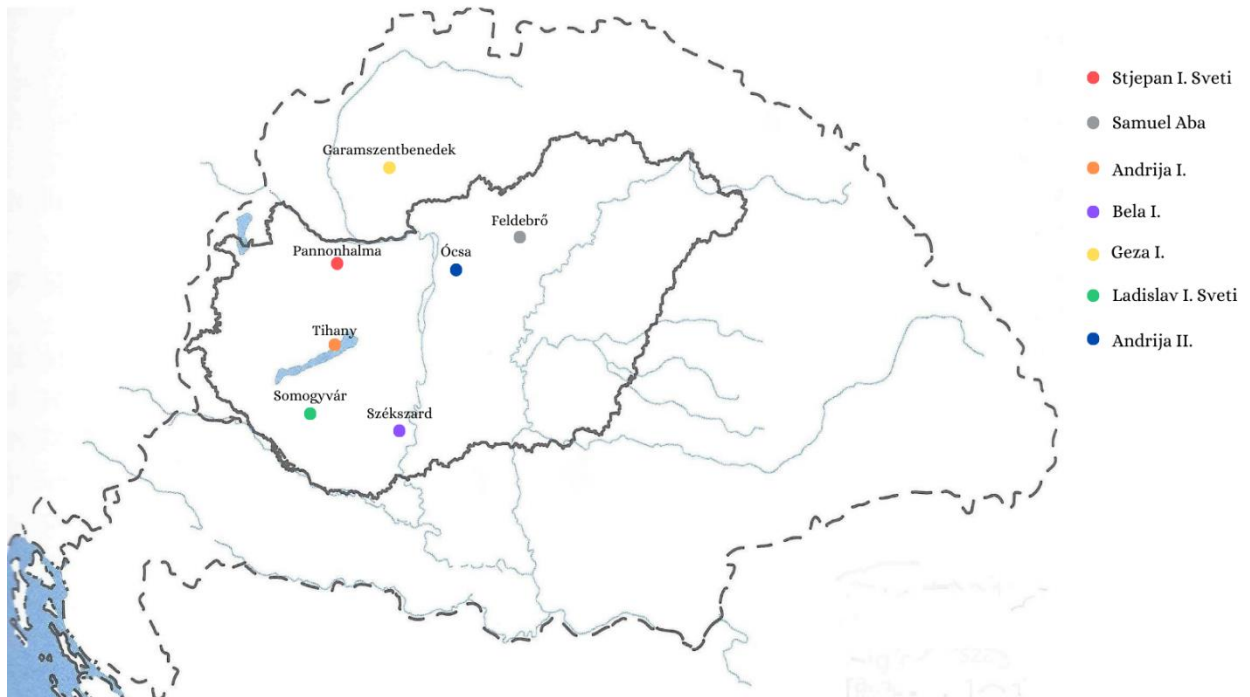 Garamszentbenedek
Feldebrő
Pannonhalma
Ócsa
Tihany
Somogyvár
Székszard
Stjepan I. Sveti
Samuel Aba
Andrija I.
Bela I.
Geza I.
Ladislav I. Sveti
Andrija II.